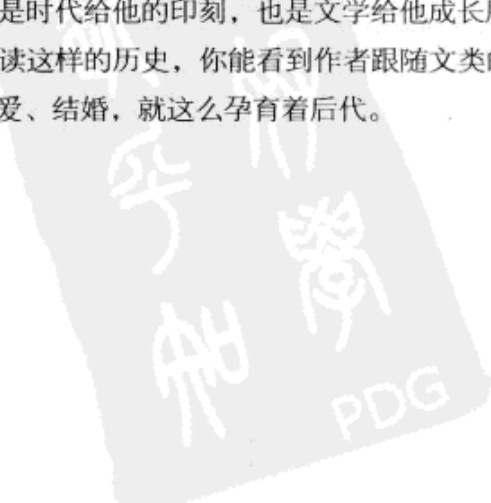 是时代给他的印刻，也是文学给他成长
读这样的历史，你能看到作者跟随文类
爱、结婚，就这么孕育着后代。
PDG